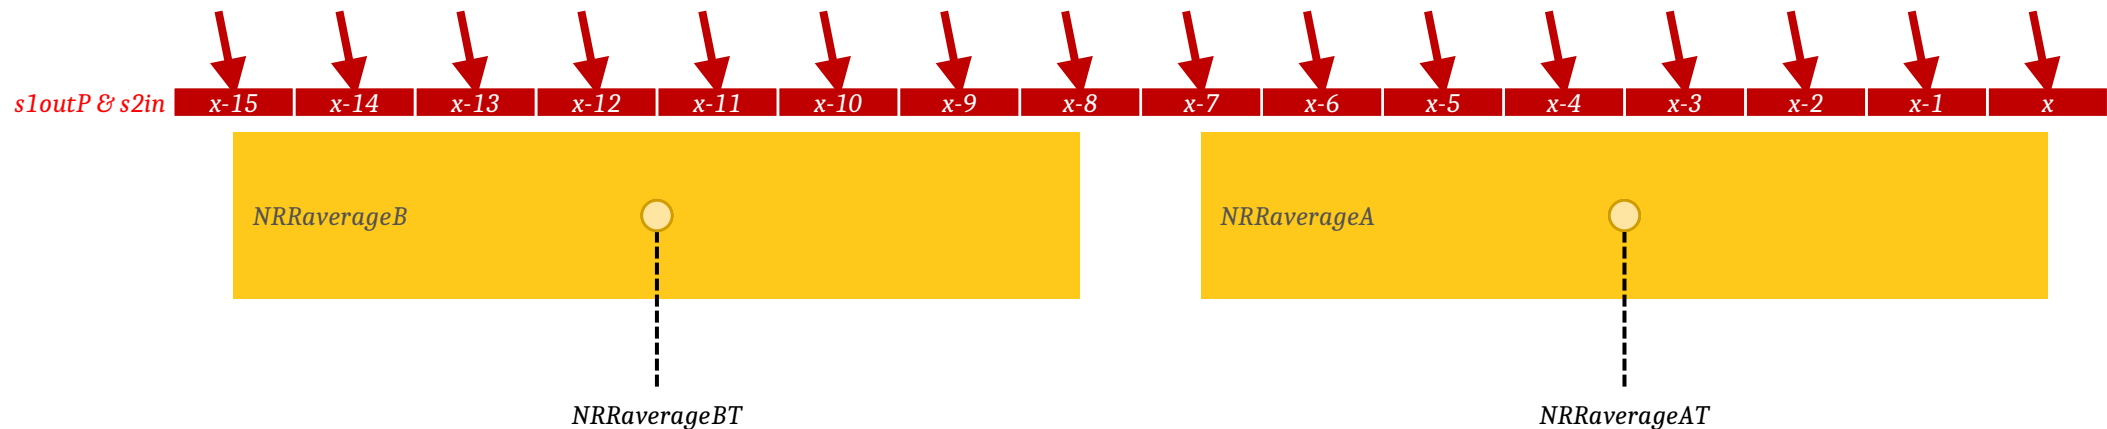 s1outP & s2in x-15 x-14 x-13 x-12 x-11 x-10 x-9 x-8 x-7 x-6 x-5 x-4 x-3 x-2 x-1 x
NRRaverageB NRRaverageA
NRRaverageBT NRRaverageAT